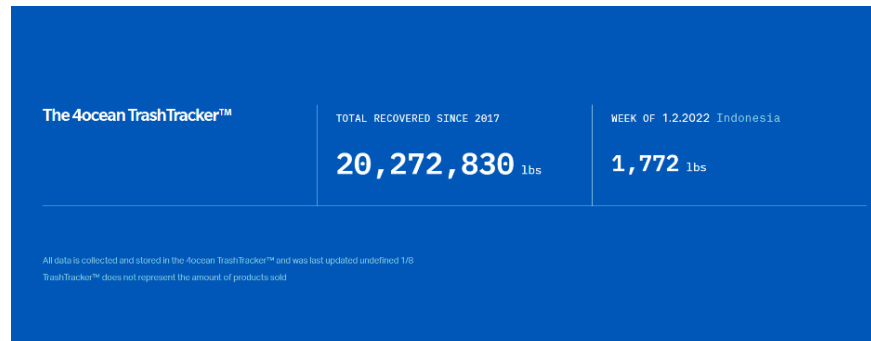 The 4ocean TrashTracker™
TOTAL RECOVERED SINCE 2017
20,272,830 lbs
WEEK OF 1.2.2022 Indonesia
1,772 lbs
All data is collected and stored in the 4ocean TrashTracker™ and was last updated undefined 1/8
TrashTracker™ does not represent the amount of products sold